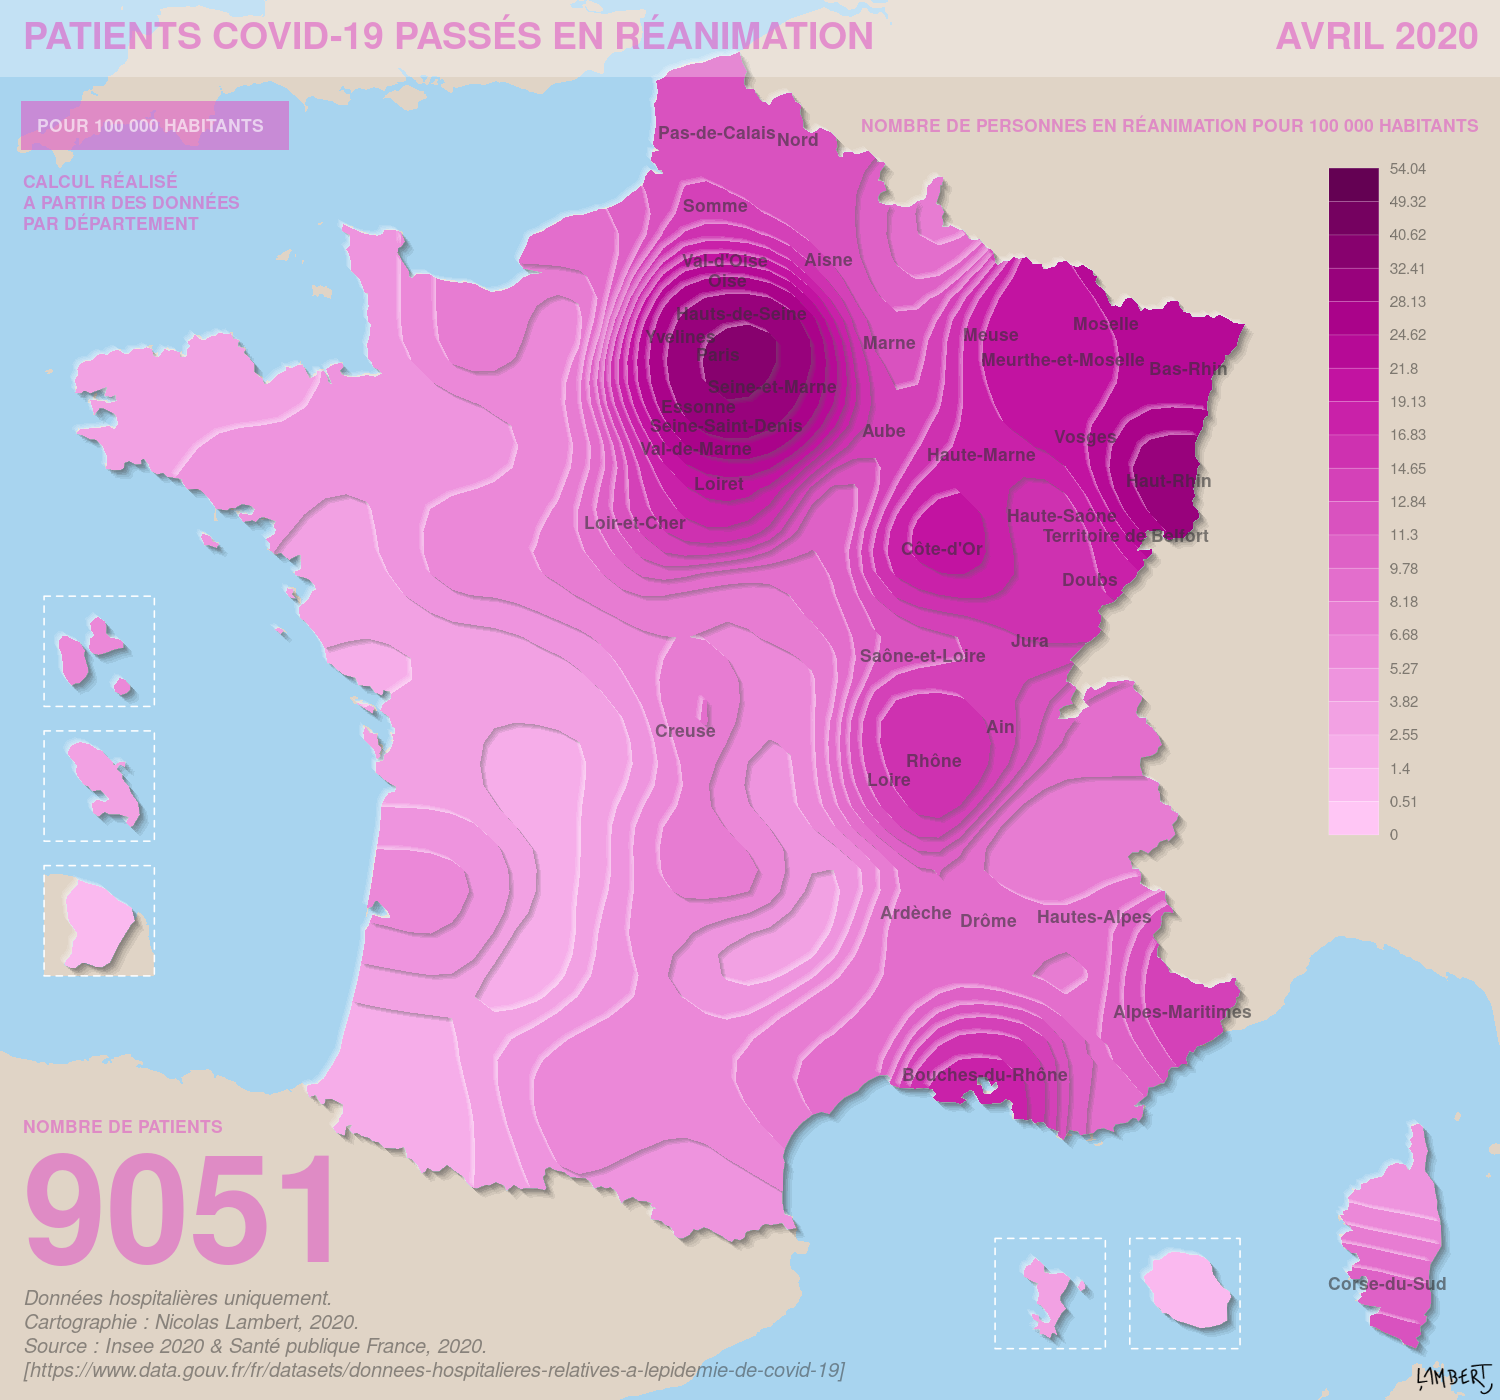 PATIENTS COVID-19 PASSÉS EN RÉANIMATION
AVRIL 2020
POUR 100 000 HABITANTS
CALCUL RÉALISÉ
A PARTIR DES DONNÉES
PAR DÉPARTEMENT
NOMBRE DE PERSONNES EN RÉANIMATION POUR 100 000 HABITANTS
54.04
49.32
40.62
32.41
28.13
24.62
21.8
19.13
16.83
14.65
12.84
11.3
9.78
8.18
6.68
5.27
3.82
2.55
1.4
0.51
0
Pas-de-Calais
Nord
Somme
Val-d'Oise
Aisne
Oise
Hauts-de-Seine
Yvelines
Paris
Seine-et-Marne
Essonne
Seine-Saint-Denis
Val-de-Marne
Loiret
Loir-et-Cher
Marne
Meuse
Moselle
Meurthe-et-Moselle
Bas-Rhin
Aube
Vosges
Haute-Marne
Haut-Rhin
Haute-Saône
Territoire de Belfort
Côte-d'Or
Doubs
Jura
Saône-et-Loire
Creuse
Ain
Rhône
Loire
Ardèche
Drôme
Hautes-Alpes
Alpes-Maritimes
Bouches-du-Rhône
Corse-du-Sud
NOMBRE DE PATIENTS
9051
Données hospitalières uniquement.
Cartographie : Nicolas Lambert, 2020.
Source : Insee 2020 & Santé publique France, 2020.
[https://www.data.gouv.fr/fr/datasets/donnees-hospitalieres-relatives-a-lepidemie-de-covid-19]
LAMBERT